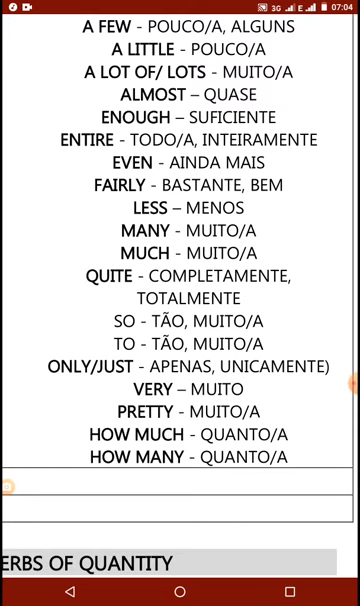 3G E 07:04
A FEW - POUCO/A, ALGUNS
A LITTLE - POUCO/A
A LOT OF/ LOTS - MUITO/A
ALMOST – QUASE
ENOUGH – SUFICIENTE
ENTIRE - TODO/A, INTEIRAMENTE
EVEN - AINDA MAIS
FAIRLY - BASTANTE, BEM
LESS – MENOS
MANY - MUITO/A
MUCH - MUITO/A
QUITE - COMPLETAMENTE,
TOTALMENTE
SO - TÃO, MUITO/A
TO - TÃO, MUITO/A
ONLY/JUST - APENAS, UNICAMENTE)
VERY – MUITO
PRETTY - MUITO/A
HOW MUCH - QUANTO/A
HOW MANY - QUANTO/A
ERBS OF QUANTITY